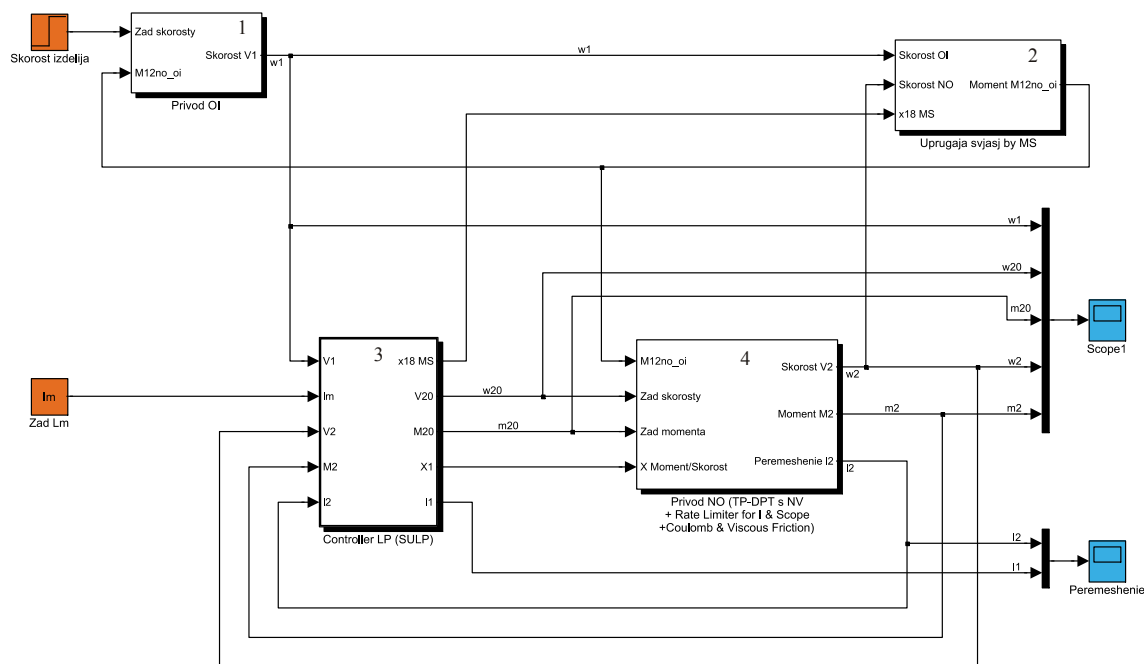 1
Zad skorosty
Skorost V1
M12no_oi
Privod OI
Skorost izdelija
w1
w1
2
Skorost OI
Skorost NO
Moment M12no_oi
x18 MS
Uprugaja svjasj by MS
w1
w20
m20
w2
m2
Scope1
3
V1
x18 MS
Im
V20
V2
M20
M2
X1
I2
I1
Controller LP (SULP)
Im
Zad Lm
w20
m20
4
M12no_oi
Skorost V2
Zad skorosty
Moment M2
Zad momenta
Peremeshenie I2
X Moment/Skorost
Privod NO (TP-DPT s NV
+ Rate Limiter for I & Scope
+Coulomb & Viscous Friction)
w2
m2
I2
I2
I1
Peremeshenie